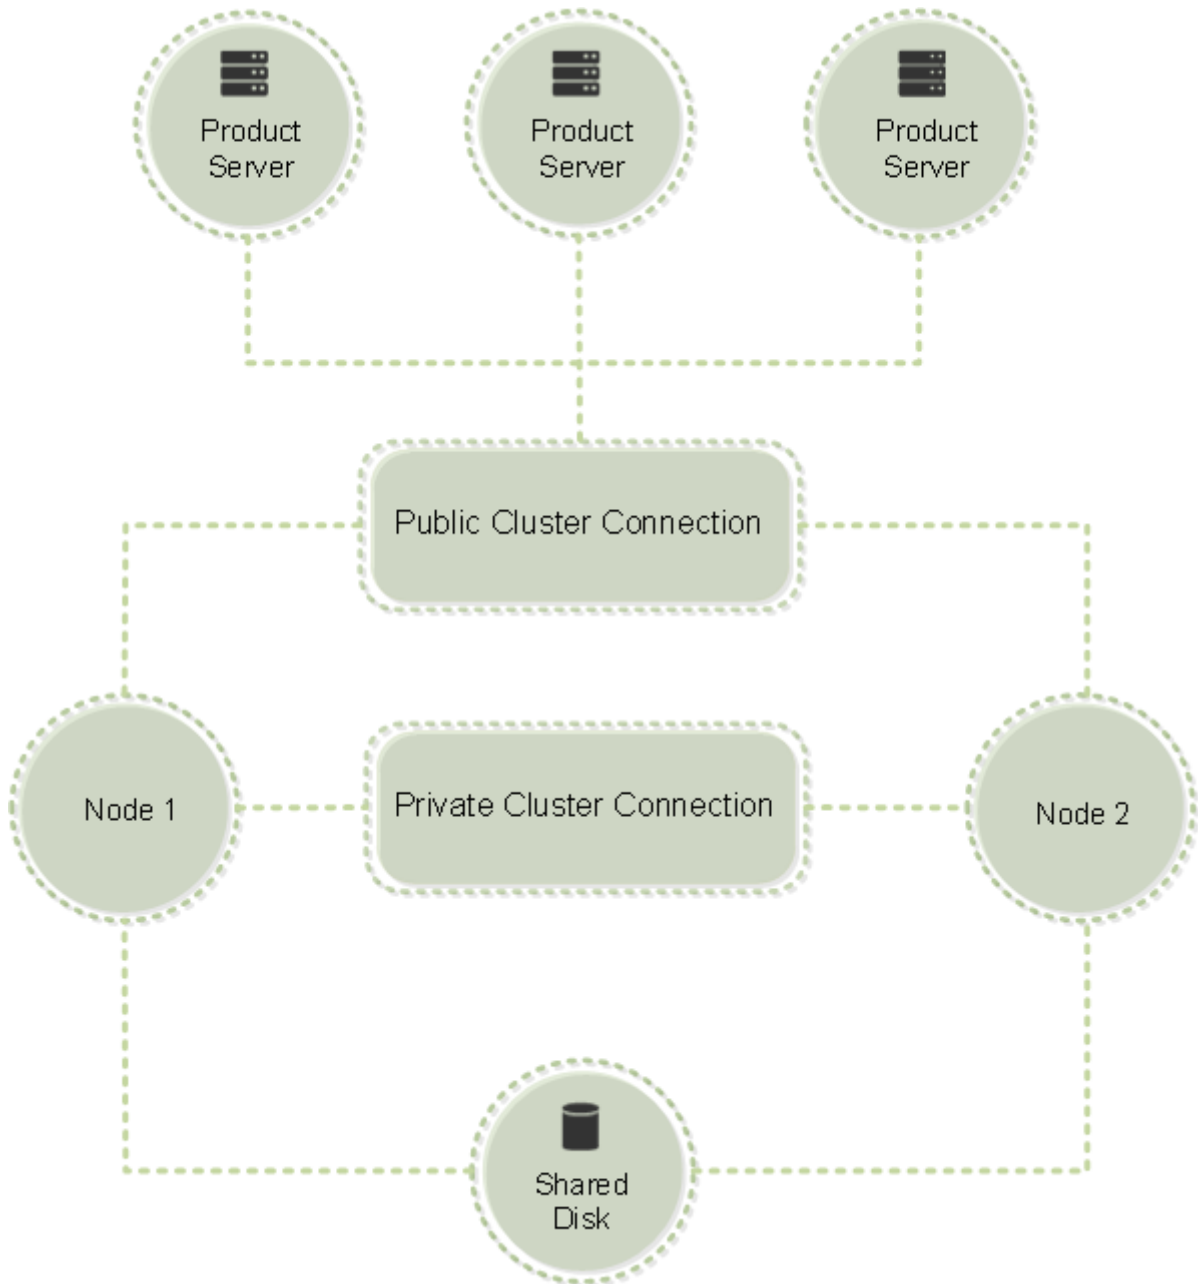 Product
Server
Product
Server
Product
Server
Public Cluster Connection
Node 1
Private Cluster Connection
Node 2
Shared
Disk